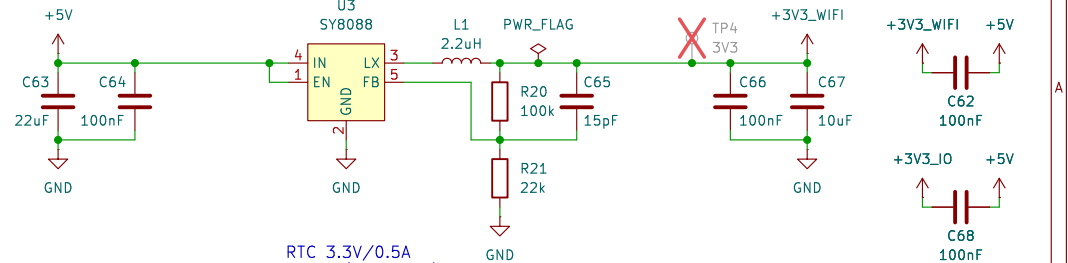 +5V
U3
SY8088
L1
2.2uH
PWR_FLAG
TP4
3V3
+3V3_WIFI
+3V3_WIFI
+5V
4
IN
LX
3
1
EN
FB
5
GND
2
C63
22uF
C64
100nF
R20
100k
C65
15pF
C66
100nF
C67
10uF
C62
100nF
A
R21
22k
GND
GND
GND
+3V3_IO
+5V
C68
100nF
GND
RTC 3.3V/0.5A